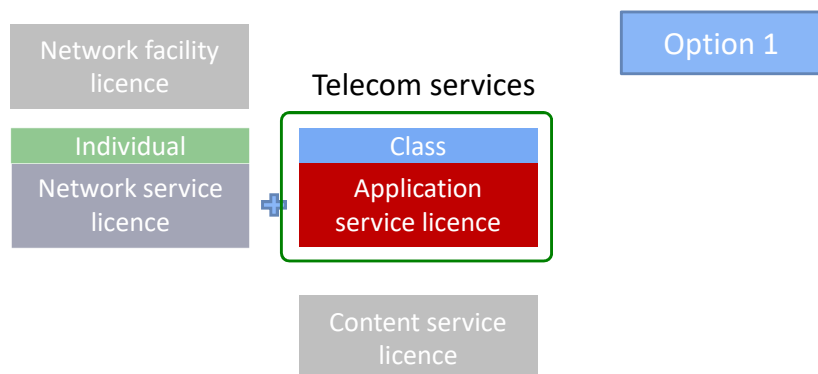 Option 1
Network facility
licence
Telecom services
Individual
Network service
licence
Class
Application
service licence
Content service
licence